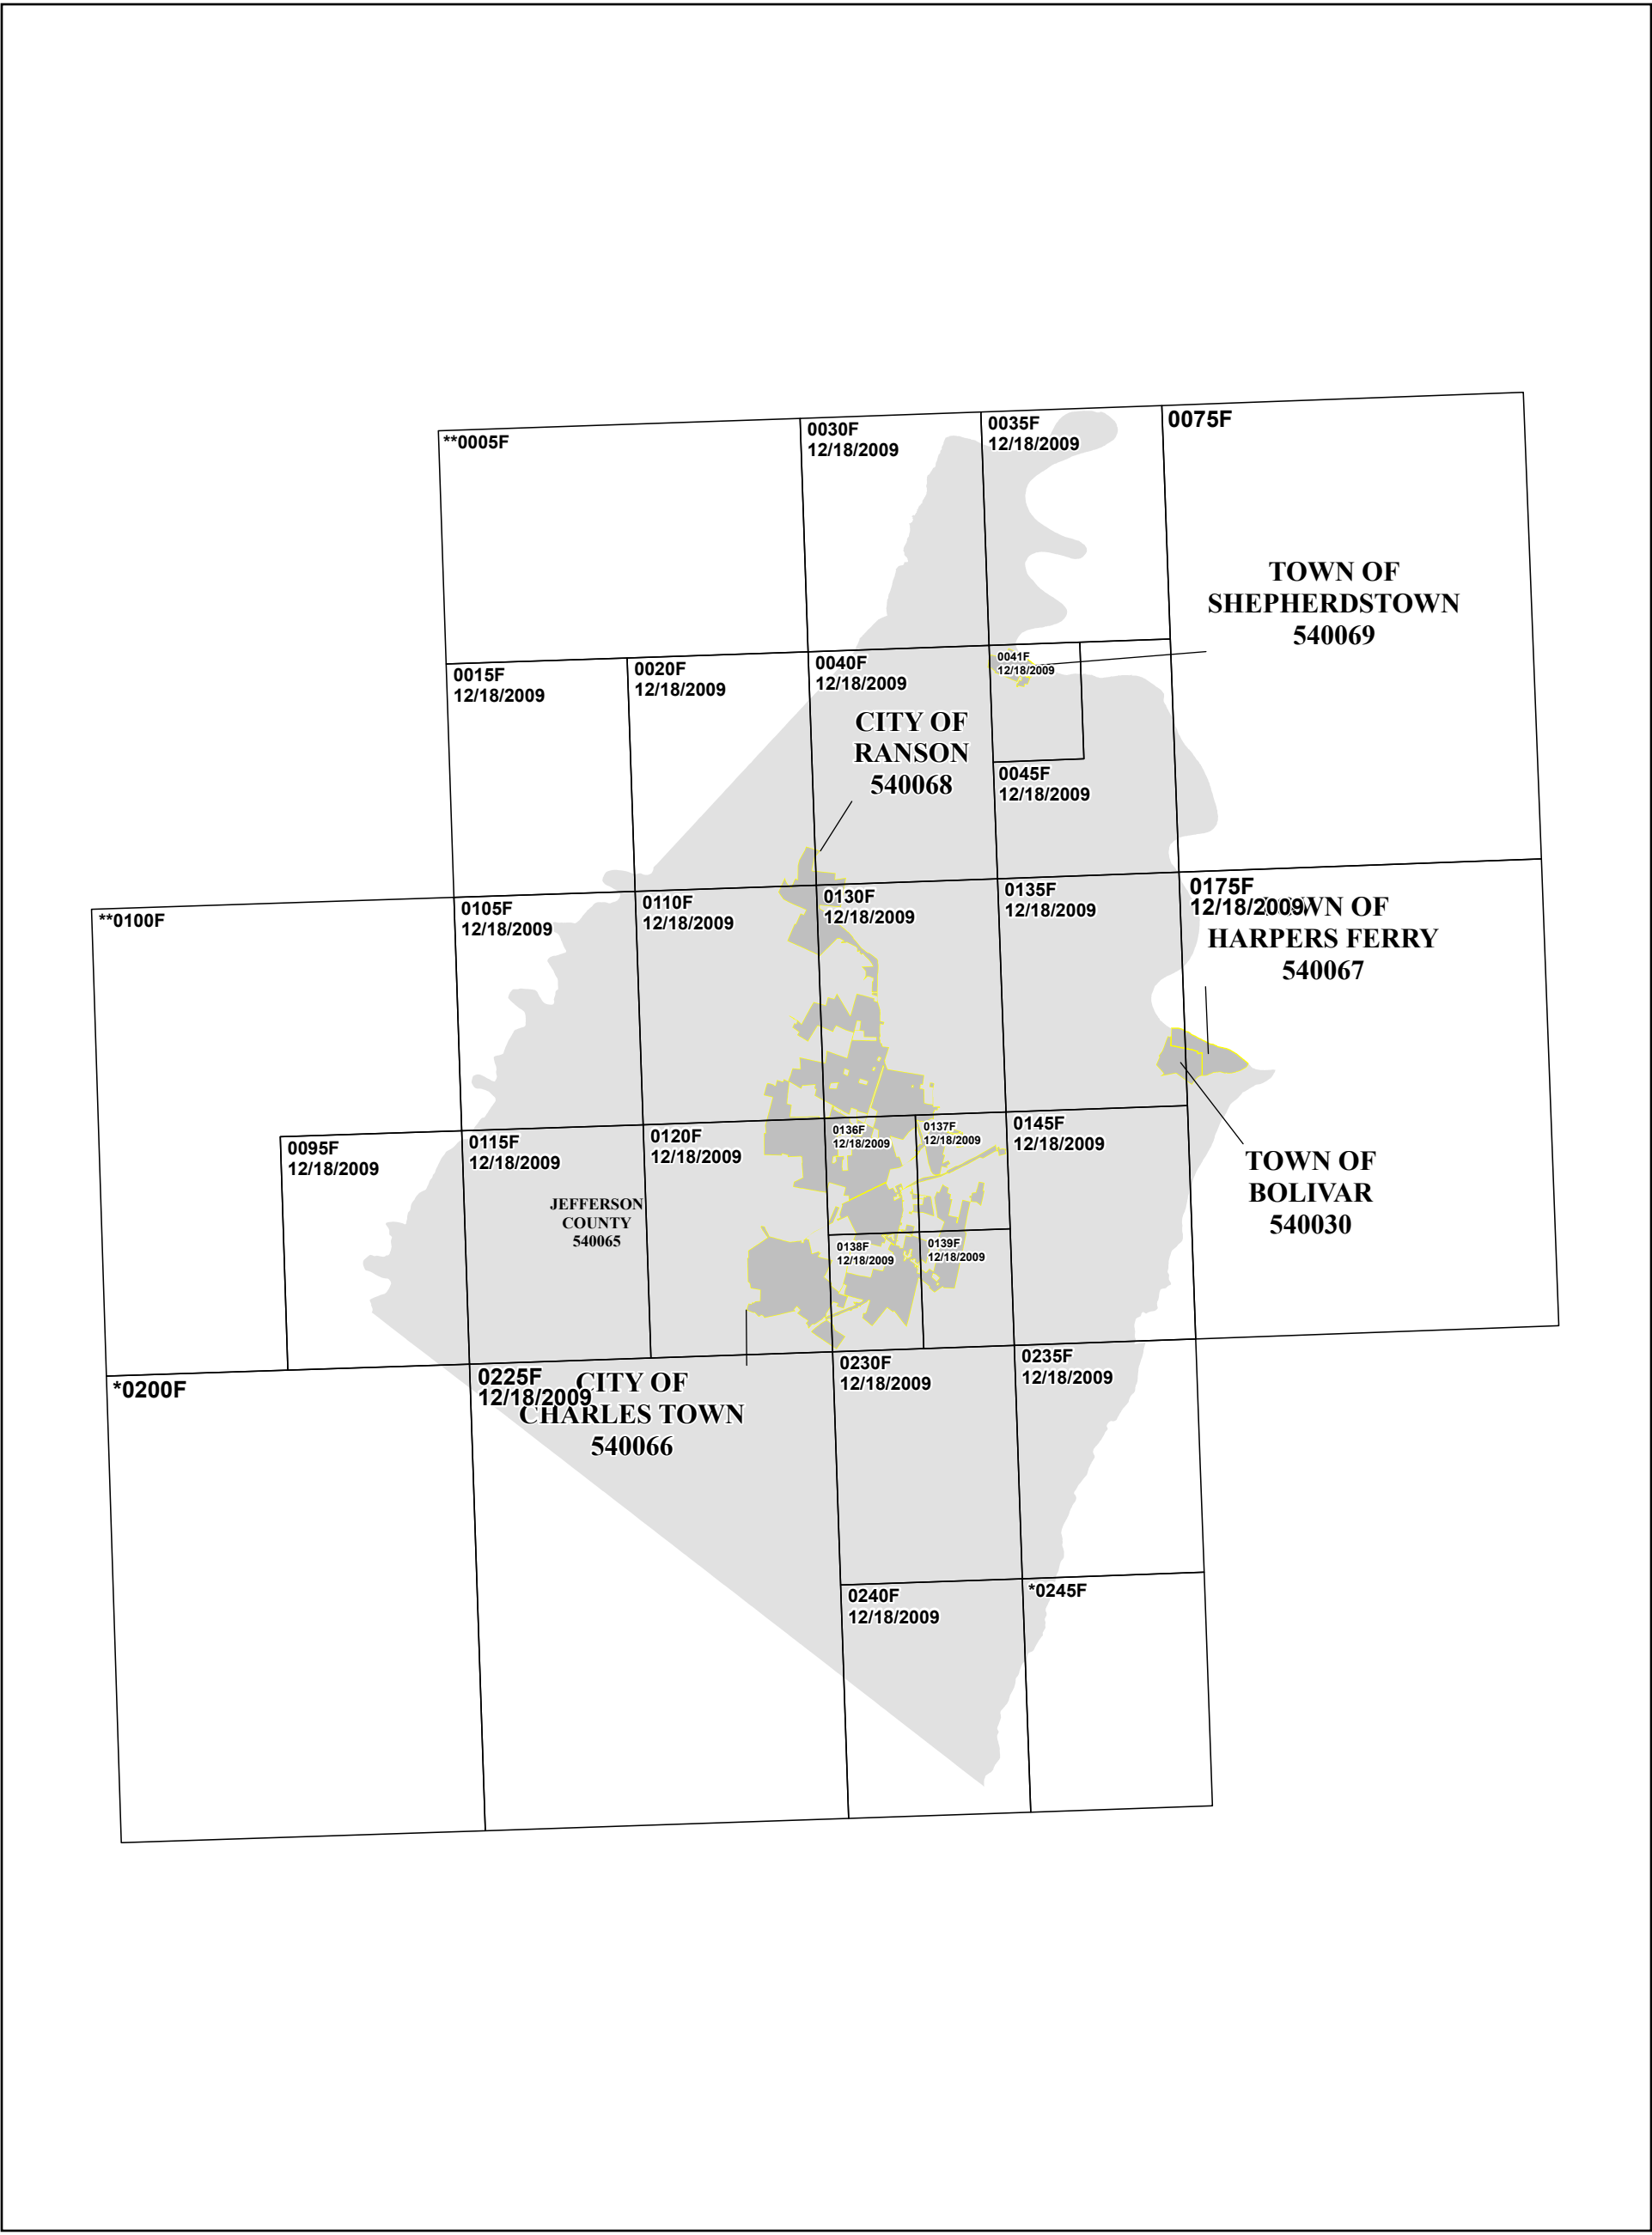 **0005F
0030F
12/18/2009
0035F
12/18/2009
0075F
TOWN OF
SHEPHERDSTOWN
540069
0015F
12/18/2009
0020F
12/18/2009
0040F
12/18/2009
0041F
12/18/2009
CITY OF
RANSON
540068
0045F
12/18/2009
**0100F
0105F
12/18/2009
0110F
12/18/2009
0130F
12/18/2009
0135F
12/18/2009
0175F
12/18/2009
TOWN OF
HARPERS FERRY
540067
0095F
12/18/2009
0115F
12/18/2009
0120F
12/18/2009
0136F
12/18/2009
0137F
12/18/2009
0145F
12/18/2009
JEFFERSON
COUNTY
540065
TOWN OF
BOLIVAR
540030
0138F
12/18/2009
0139F
12/18/2009
*0200F
0225F
12/18/2009
CITY OF
CHARLES TOWN
540066
0230F
12/18/2009
0235F
12/18/2009
0240F
12/18/2009
*0245F